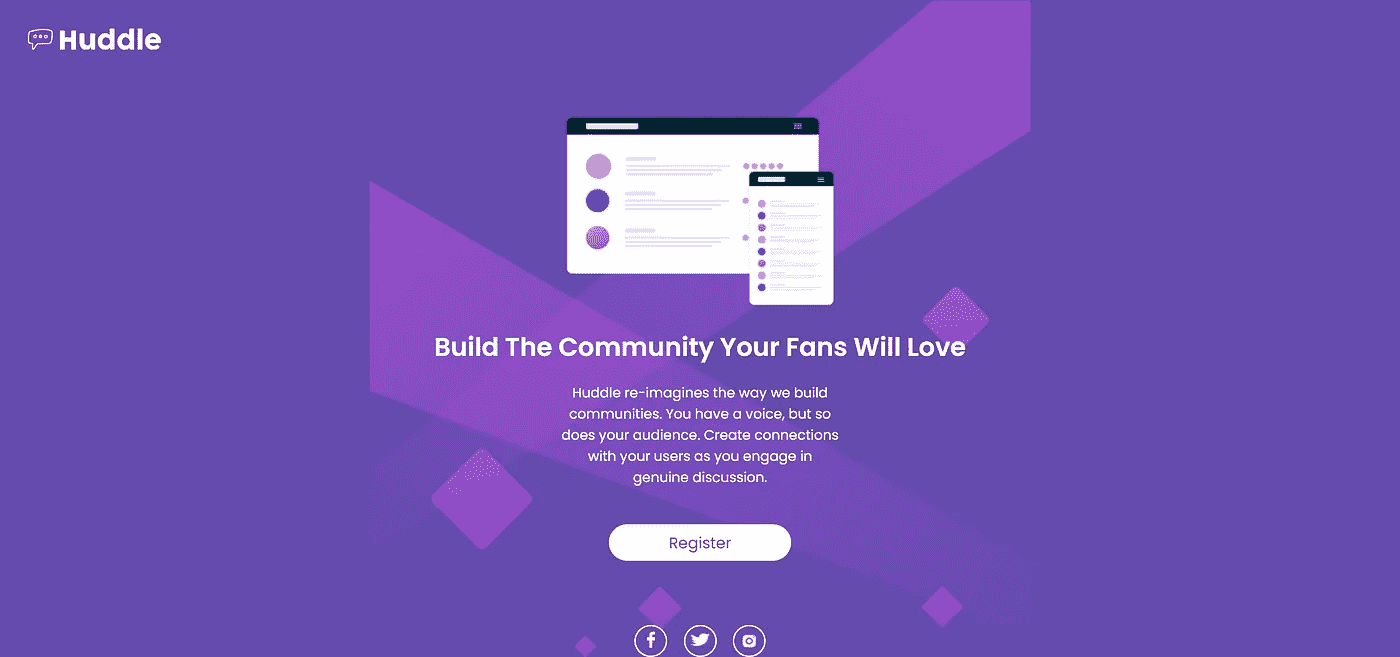 Huddle
Build The Community Your Fans Will Love
Huddle re-imagines the way we build
communities. You have a voice, but so
does your audience. Create connections
with your users as you engage in
genuine discussion.
Register